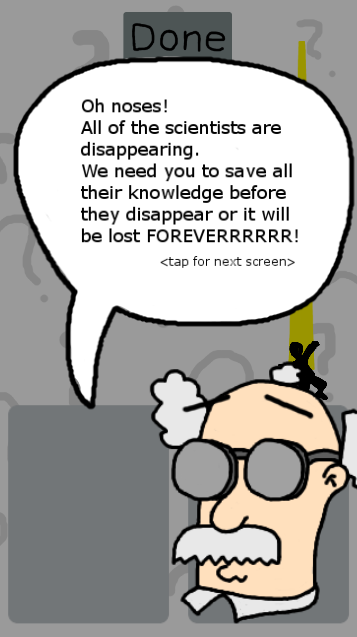 Done
Oh noses!
All of the scientists are
disappearing.
We need you to save all
their knowledge before
they disappear or it will
be lost FOREVERRRRRR!
<tap for next screen>